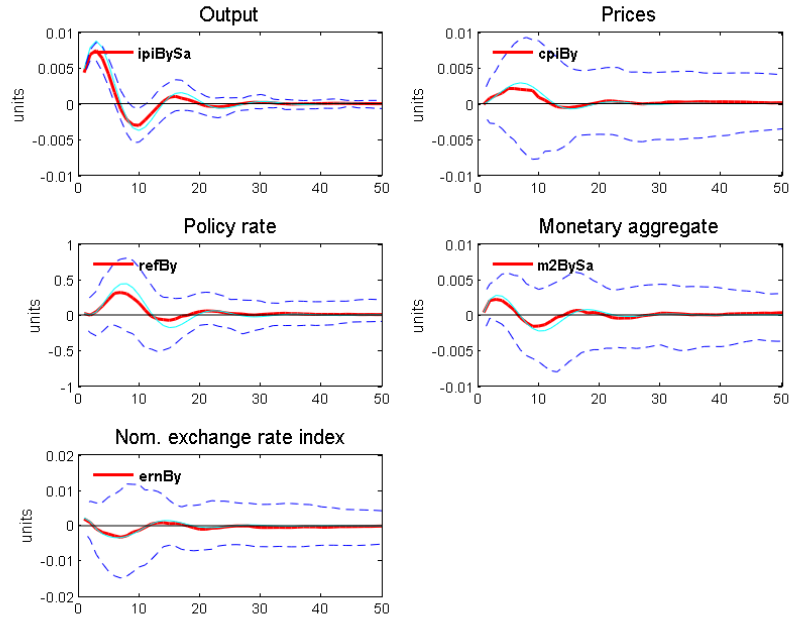 Output
0.01
0.005
0
-0.005
-0.01
units
ipiBySa
0 10 20 30 40 50
Prices
0.01
0.005
0
-0.005
-0.01
units
cpiBy
0 10 20 30 40 50
Policy rate
1
0.5
0
-0.5
-1
units
refBy
0 10 20 30 40 50
Monetary aggregate
0.01
0.005
0
-0.005
-0.01
units
m2BySa
0 10 20 30 40 50
Nom. exchange rate index
0.02
0.01
0
-0.01
-0.02
units
ernBy
0 10 20 30 40 50